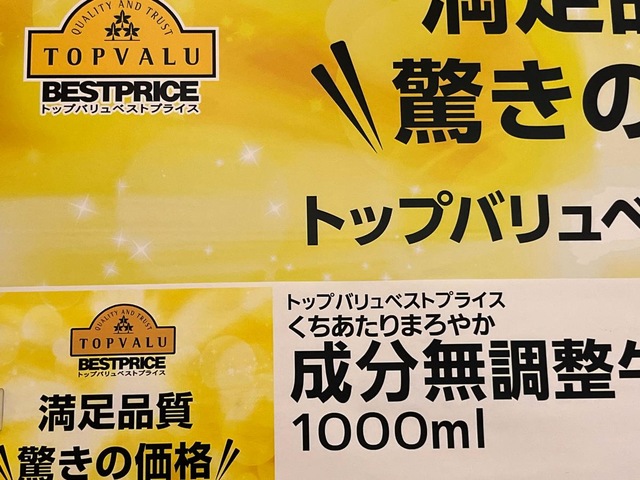 QUALITY AND TRUST
TOPVALU
BESTPRICE
トップバリュベストプライス
満足品
驚きの
トップバリュベ
QUALITY AND TRUST
TOPVALU
BESTPRICE
トップバリュベストプライス
満足品質
驚きの価格
トップバリュベストプライス
くちあたりまろやか
成分無調整牛
1000ml